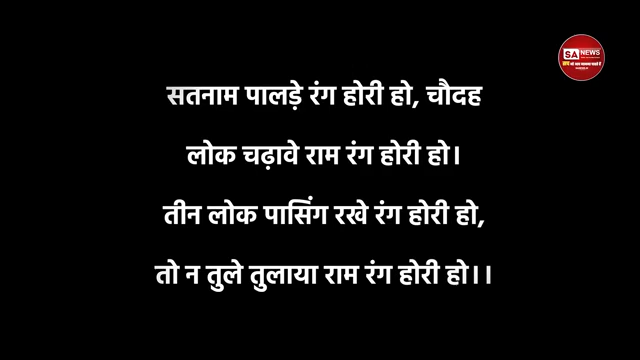 SA NEWS
सतनाम पालड़े रंग होरी हो, चौदह
लोक चढ़ावे राम रंग होरी हो।
तीन लोक पासिंग रखे रंग होरी हो,
तो न तुले तुलाया राम रंग होरी हो।।